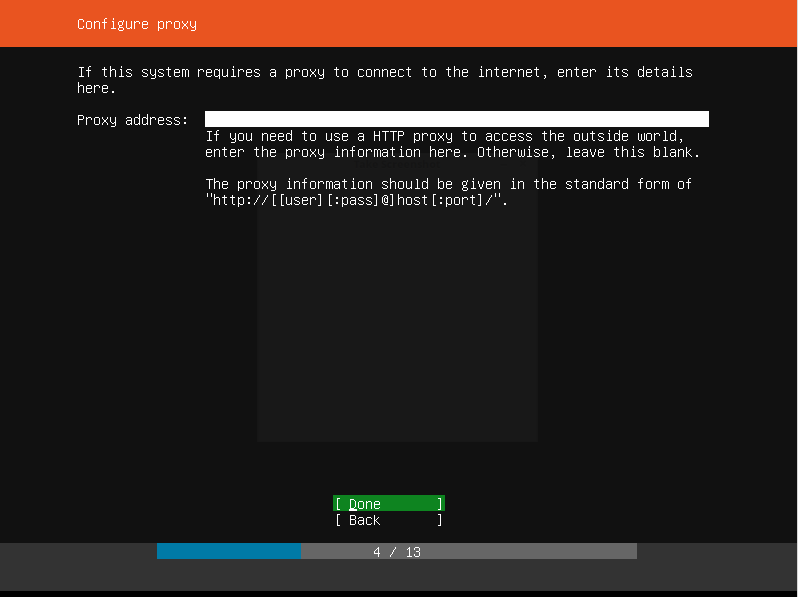 Configure proxy
If this system requires a proxy to connect to the internet, enter its details
here.
Proxy address:
If you need to use a HTTP proxy to access the outside world,
enter the proxy information here. Otherwise, leave this blank.
The proxy information should be given in the standard form of
"http://[[user][:pass]@]host[:port]/".
[ Done ]
[ Back ]
4 / 13